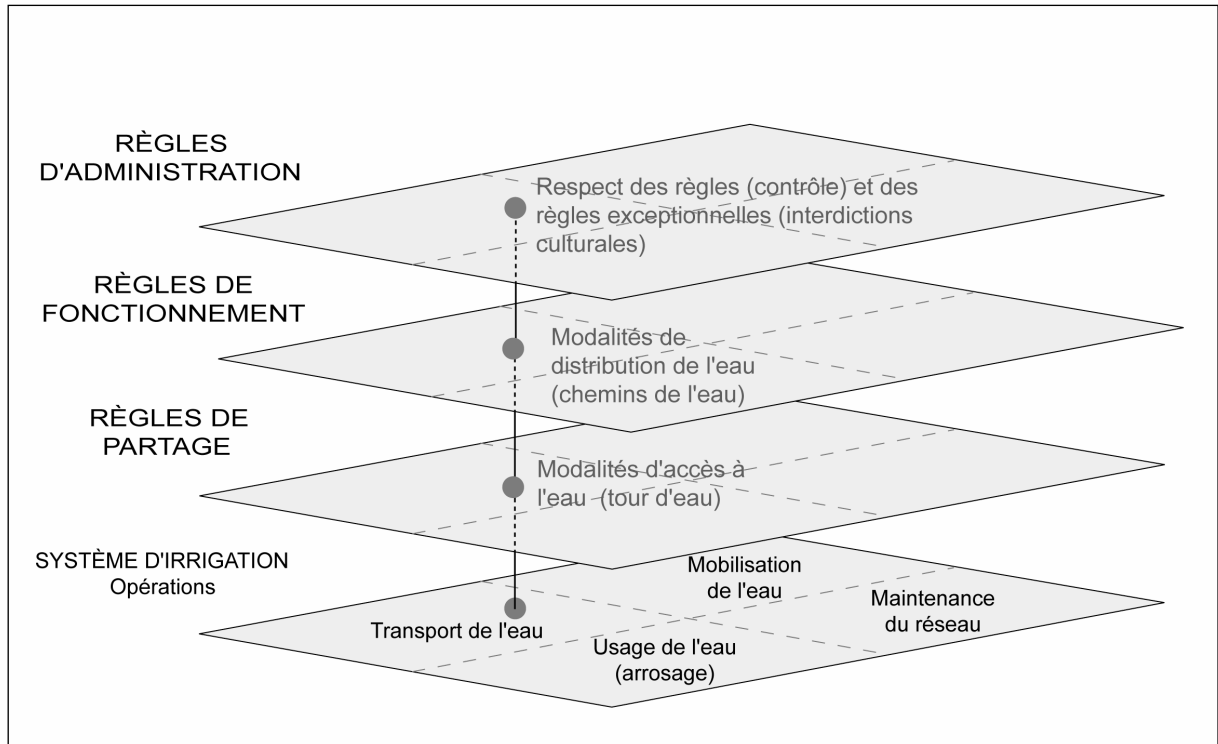 RÈGLES
D'ADMINISTRATION
Respect des règles (contrôle) et des
règles exceptionnelles (interdictions
culturales)
RÈGLES DE
FONCTIONNEMENT
Modalités de
distribution de l'eau
(chemins de l'eau)
RÈGLES DE
PARTAGE
Modalités d'accès à
l'eau (tour d'eau)
SYSTÈME D'IRRIGATION
Opérations
Mobilisation
de l'eau
Maintenance
du réseau
Transport de l'eau
Usage de l'eau
(arrosage)